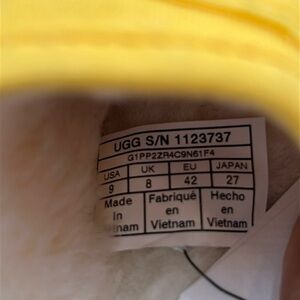 UGG S/N 1123737
G1PP2ZR4C9N61F4
USA UK EU JAPAN
9 8 42 27
Made Fabriqué Hecho
in en en
Vietnam Vietnam Vietnam